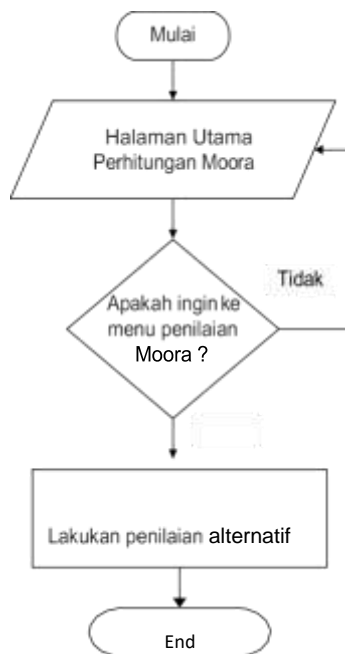 Mulai
Halaman Utama
Perhitungan Moora
Tidak
Apakah ingin ke
menu penilaian
Moora ?
Lakukan penilaian alternatif
End